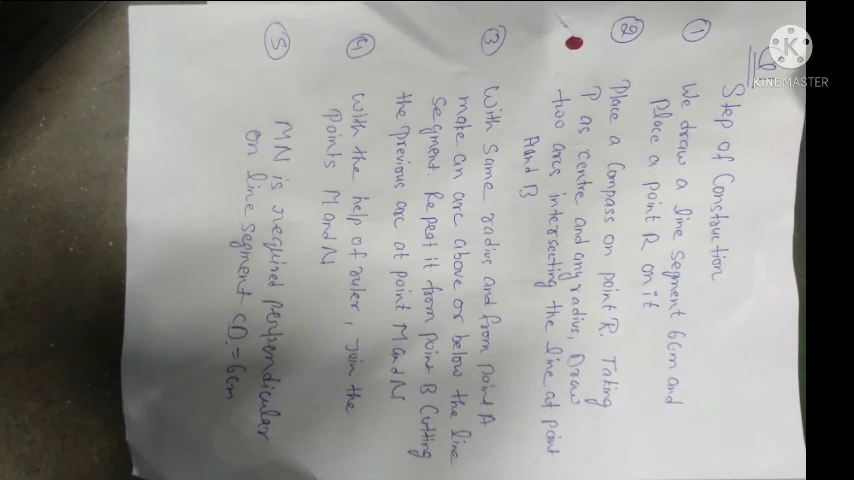 Step of Construction
① We draw a line segment 6cm and
place a point R on it
② Place a compass on point R. Taking
P as centre and any radius, Draw
two arcs intersecting the line at point
A and B
③ With same radius and from point A
make an arc above or below the line
segment. Repeat it from point B cutting
the previous arc at point M and N
④ With the help of ruler, Join the
points M and N
⑤ MN is required perpendicular
on line segment CD = 6cm
K
KINEMASTER